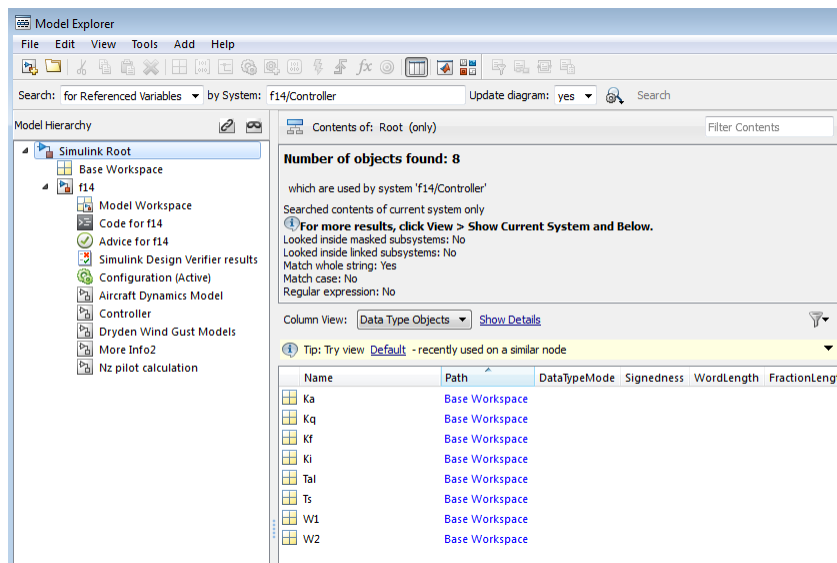 Model Explorer
File Edit View Tools Add Help
fx
Search: for Referenced Variables by System: f14/Controller Update diagram: yes Search
Model Hierarchy
Simulink Root
Base Workspace
f14
Model Workspace
Code for f14
Advice for f14
Simulink Design Verifier results
Configuration (Active)
Aircraft Dynamics Model
Controller
Dryden Wind Gust Models
More Info2
Nz pilot calculation
Contents of: Root (only) Filter Contents
Number of objects found: 8
which are used by system 'f14/Controller'
Searched contents of current system only
For more results, click View > Show Current System and Below.
Looked inside masked subsystems: No
Looked inside linked subsystems: No
Match whole string: Yes
Match case: No
Regular expression: No
Column View: Data Type Objects Show Details
Tip: Try view Default - recently used on a similar node
Name Path DataTypeMode Signedness WordLength FractionLeng
Ka Base Workspace
Kq Base Workspace
Kf Base Workspace
Ki Base Workspace
Tal Base Workspace
Ts Base Workspace
W1 Base Workspace
W2 Base Workspace